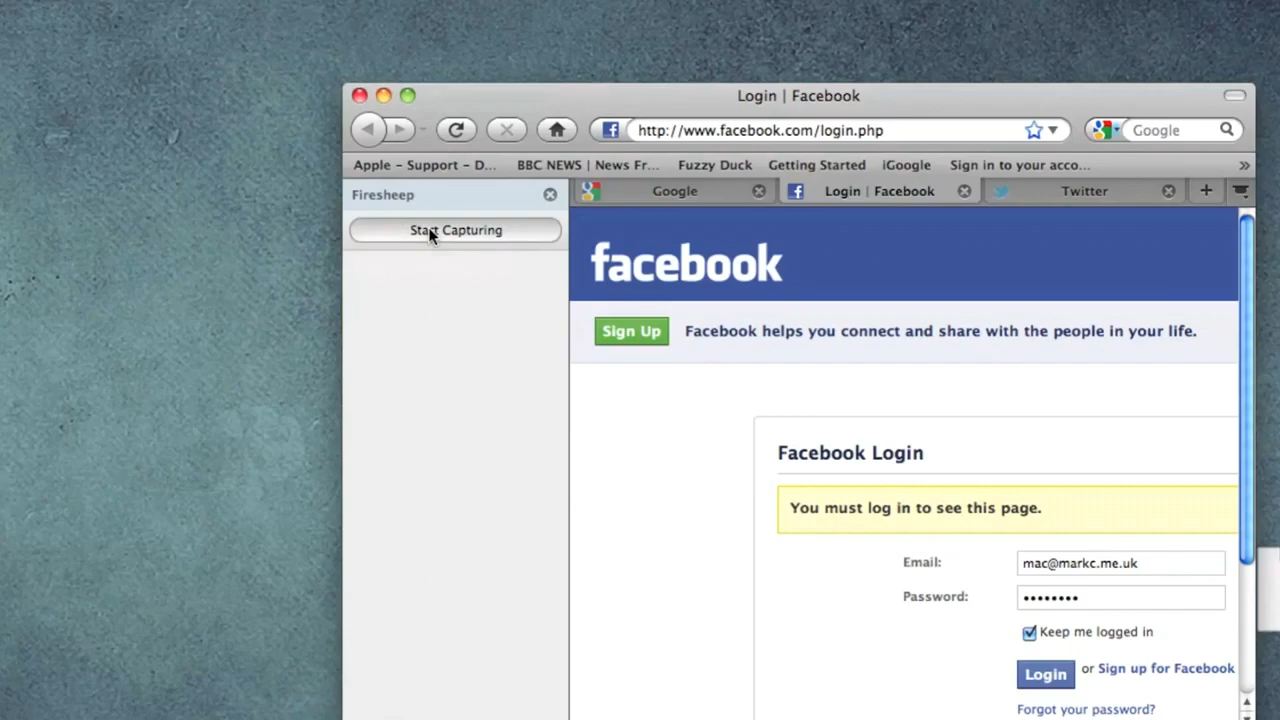 Login | Facebook
http://www.facebook.com/login.php
Google
Apple – Support – D...
BBC NEWS | News Fr...
Fuzzy Duck
Getting Started
iGoogle
Sign in to your acco...
»
Firesheep
Google
Login | Facebook
Twitter
Start Capturing
facebook
Sign Up
Facebook helps you connect and share with the people in your life.
Facebook Login
You must log in to see this page.
Email:
mac@markc.me.uk
Password:
••••••••
Keep me logged in
Login
or Sign up for Facebook
Forgot your password?